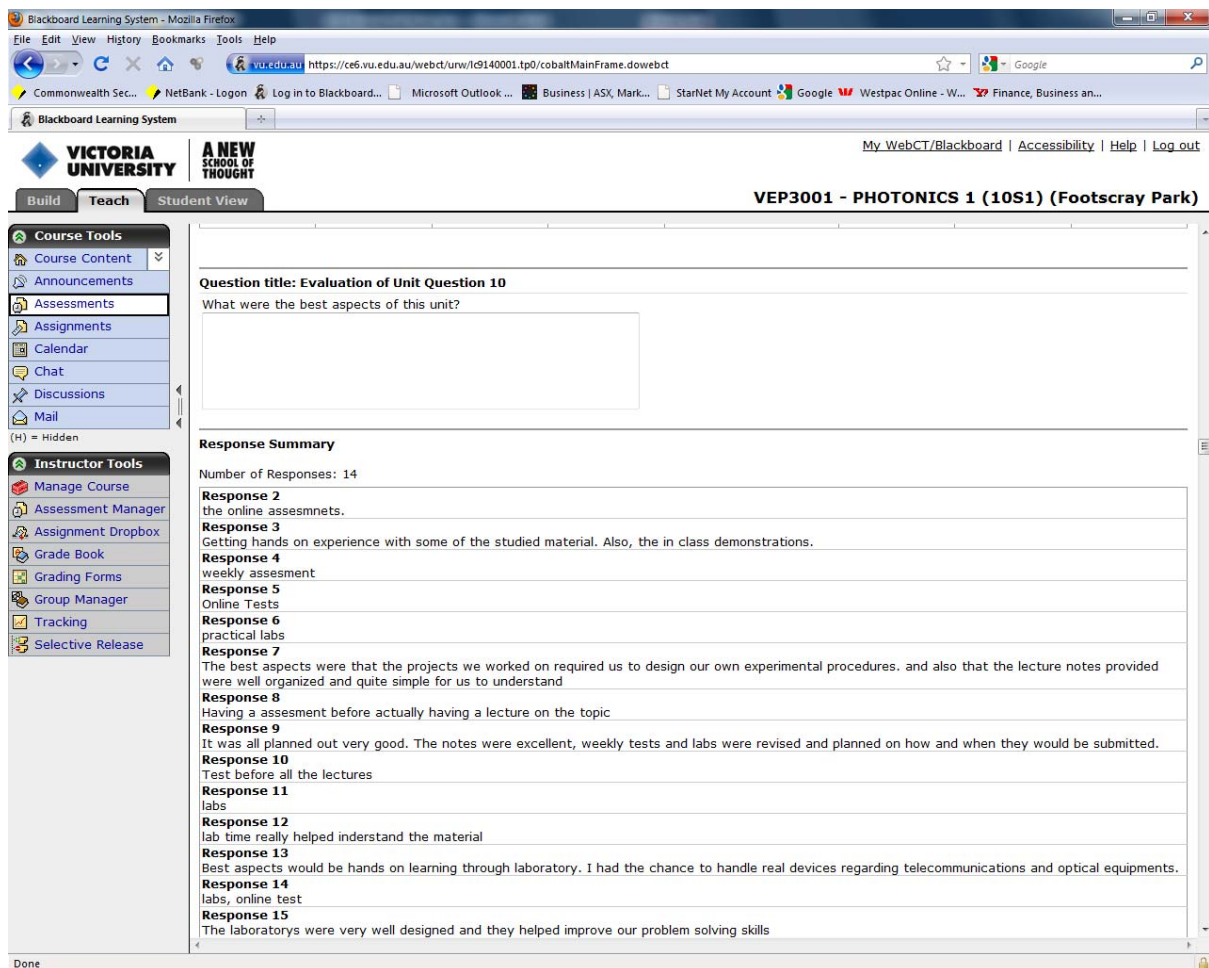 Blackboard Learning System - Mozilla Firefox
File Edit View History Bookmarks Tools Help
vu.edu.au https://ce6.vu.edu.au/webct/urw/lc9140001.tp0/cobaltMainFrame.dowebct
Google
Commonwealth Sec... NetBank - Logon Log in to Blackboard... Microsoft Outlook ... Business | ASX, Mark... StarNet My Account Google Westpac Online - W... Finance, Business an...
Blackboard Learning System
VICTORIA UNIVERSITY
A NEW SCHOOL OF THOUGHT
My WebCT/Blackboard | Accessibility | Help | Log out
Build Teach Student View
VEP3001 - PHOTONICS 1 (10S1) (Footscray Park)
Course Tools
Course Content
Announcements
Assessments
Assignments
Calendar
Chat
Discussions
Mail
(H) = Hidden
Instructor Tools
Manage Course
Assessment Manager
Assignment Dropbox
Grade Book
Grading Forms
Group Manager
Tracking
Selective Release
Question title: Evaluation of Unit Question 10
What were the best aspects of this unit?
Response Summary
Number of Responses: 14
Response 2
the online assesmnets.
Response 3
Getting hands on experience with some of the studied material. Also, the in class demonstrations.
Response 4
weekly assesment
Response 5
Online Tests
Response 6
practical labs
Response 7
The best aspects were that the projects we worked on required us to design our own experimental procedures. and also that the lecture notes provided
were well organized and quite simple for us to understand
Response 8
Having a assesment before actually having a lecture on the topic
Response 9
It was all planned out very good. The notes were excellent, weekly tests and labs were revised and planned on how and when they would be submitted.
Response 10
Test before all the lectures
Response 11
labs
Response 12
lab time really helped inderstand the material
Response 13
Best aspects would be hands on learning through laboratory. I had the chance to handle real devices regarding telecommunications and optical equipments.
Response 14
labs, online test
Response 15
The laboratorys were very well designed and they helped improve our problem solving skills
Done